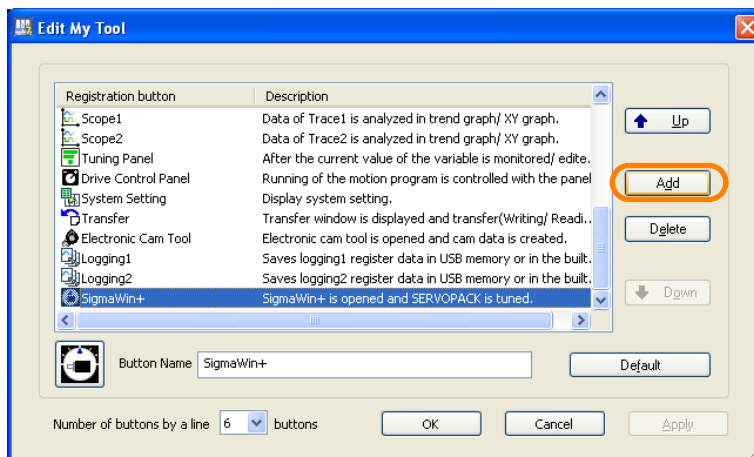 Edit My Tool
Registration button Description
Scope1 Data of Trace1 is analyzed in trend graph/ XY graph.
Scope2 Data of Trace2 is analyzed in trend graph/ XY graph.
Tuning Panel After the current value of the variable is monitored/ edite.
Drive Control Panel Running of the motion program is controlled with the panel
System Setting Display system setting.
Transfer Transfer window is displayed and transfer(Writing/ Readi...
Electronic Cam Tool Electronic cam tool is opened and cam data is created.
Logging1 Saves logging1 register data in USB memory or in the built.
Logging2 Saves logging2 register data in USB memory or in the built.
SigmaWin+ SigmaWin+ is opened and SERVOPACK is tuned.
Up
Add
Delete
Down
Button Name SigmaWin+
Default
Number of buttons by a line 6 buttons
OK Cancel Apply